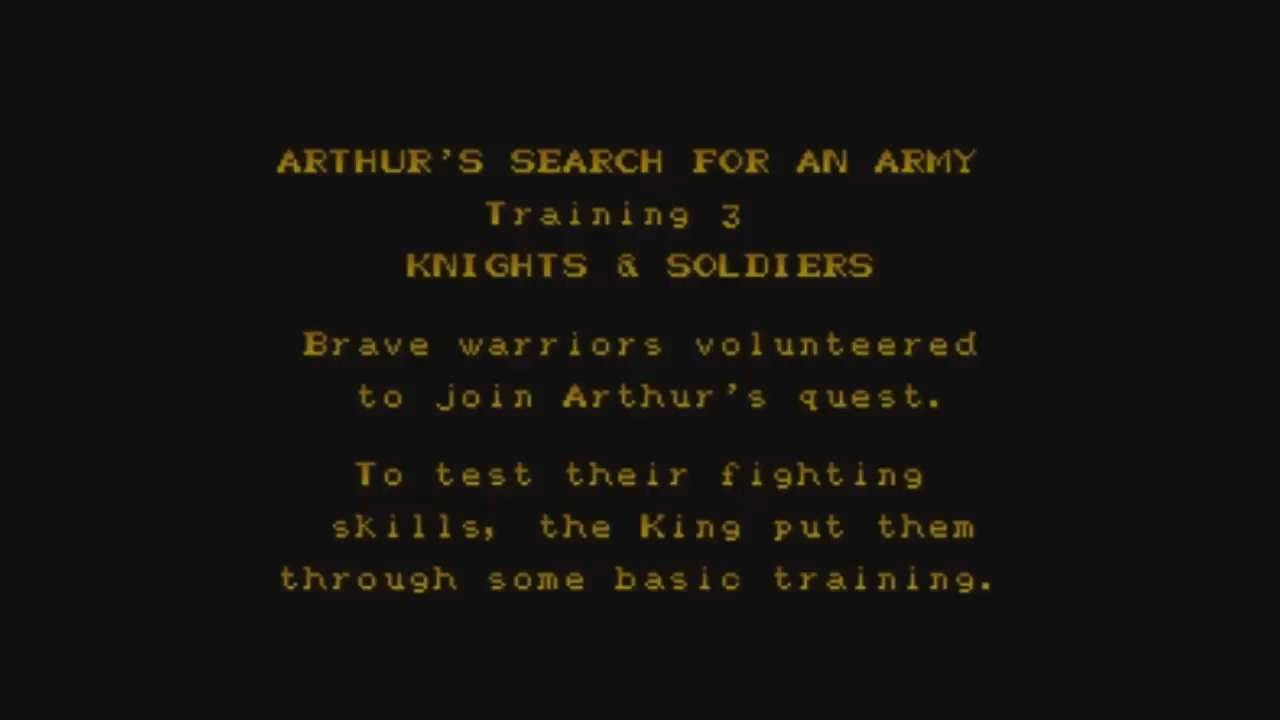 ARTHUR'S SEARCH FOR AN ARMY
Training 3
KNIGHTS & SOLDIERS
Brave warriors volunteered
to join Arthur's quest.
To test their fighting
skills, the King put them
through some basic training.